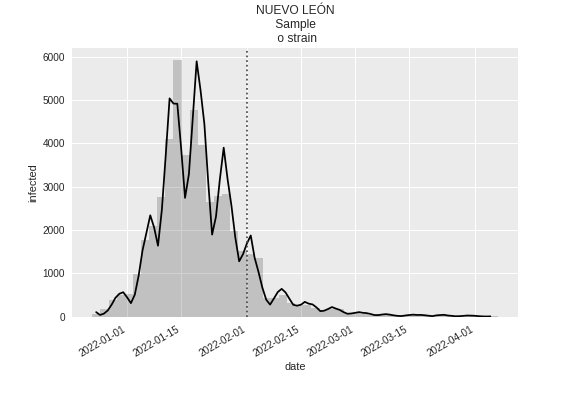 NUEVO LEÓN
Sample
o strain
6000
5000
4000
3000
2000
1000
0
infected
2022-01-01
2022-01-15
2022-02-01
2022-02-15
2022-03-01
2022-03-15
2022-04-01
date